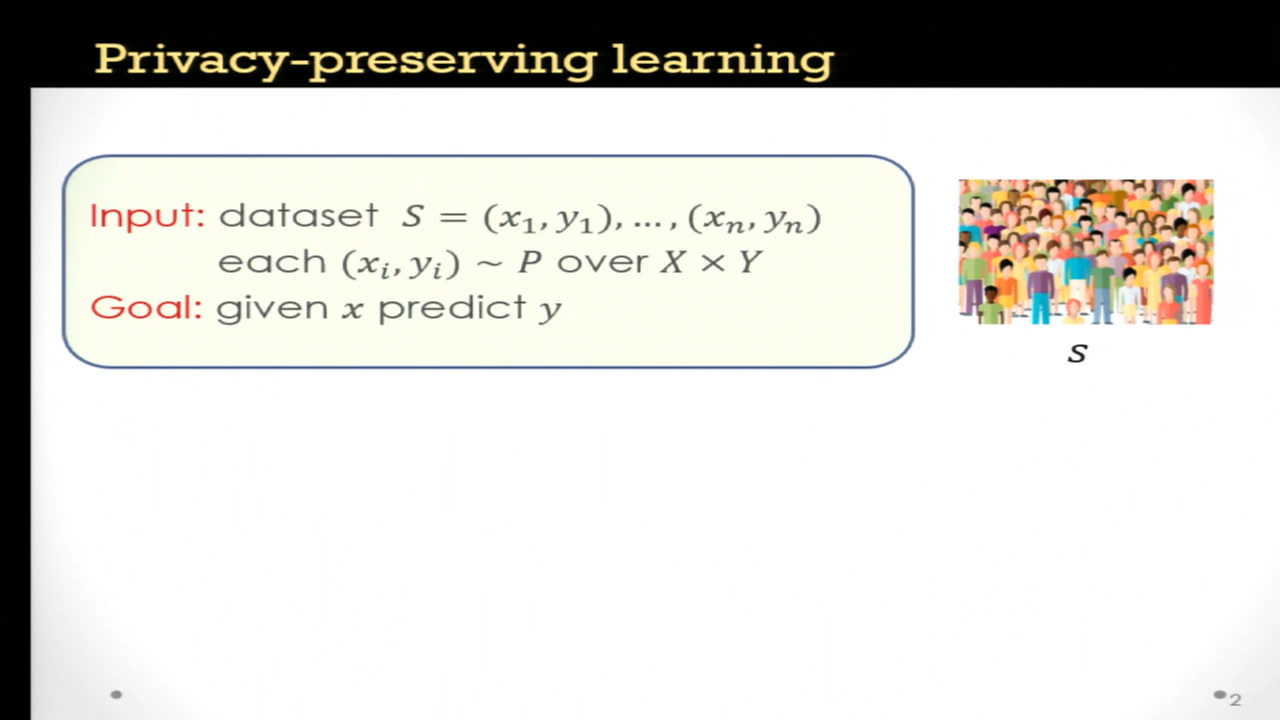 Privacy-preserving learning
Input: dataset S = (x₁, y₁), ... , (xₙ, yₙ)
each (xᵢ, yᵢ) ~ P over X × Y
Goal: given x predict y
S
2